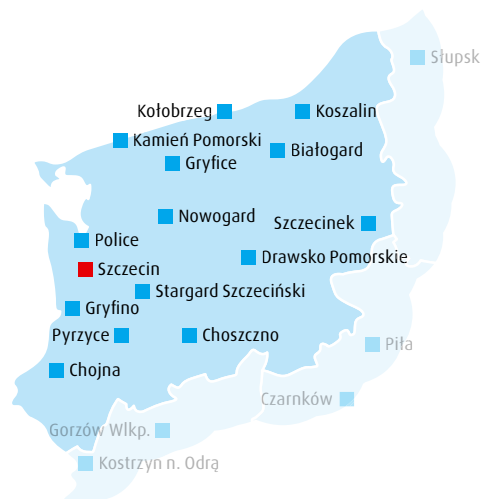 Słupsk
Kołobrzeg
Koszalin
Kamień Pomorski
Białogard
Gryfice
Nowogard
Szczecinek
Police
Drawsko Pomorskie
Szczecin
Stargard Szczeciński
Gryfino
Pyrzyce
Choszczno
Piła
Chojna
Czarnków
Gorzów Wlkp.
Kostrzyn n. Odrą